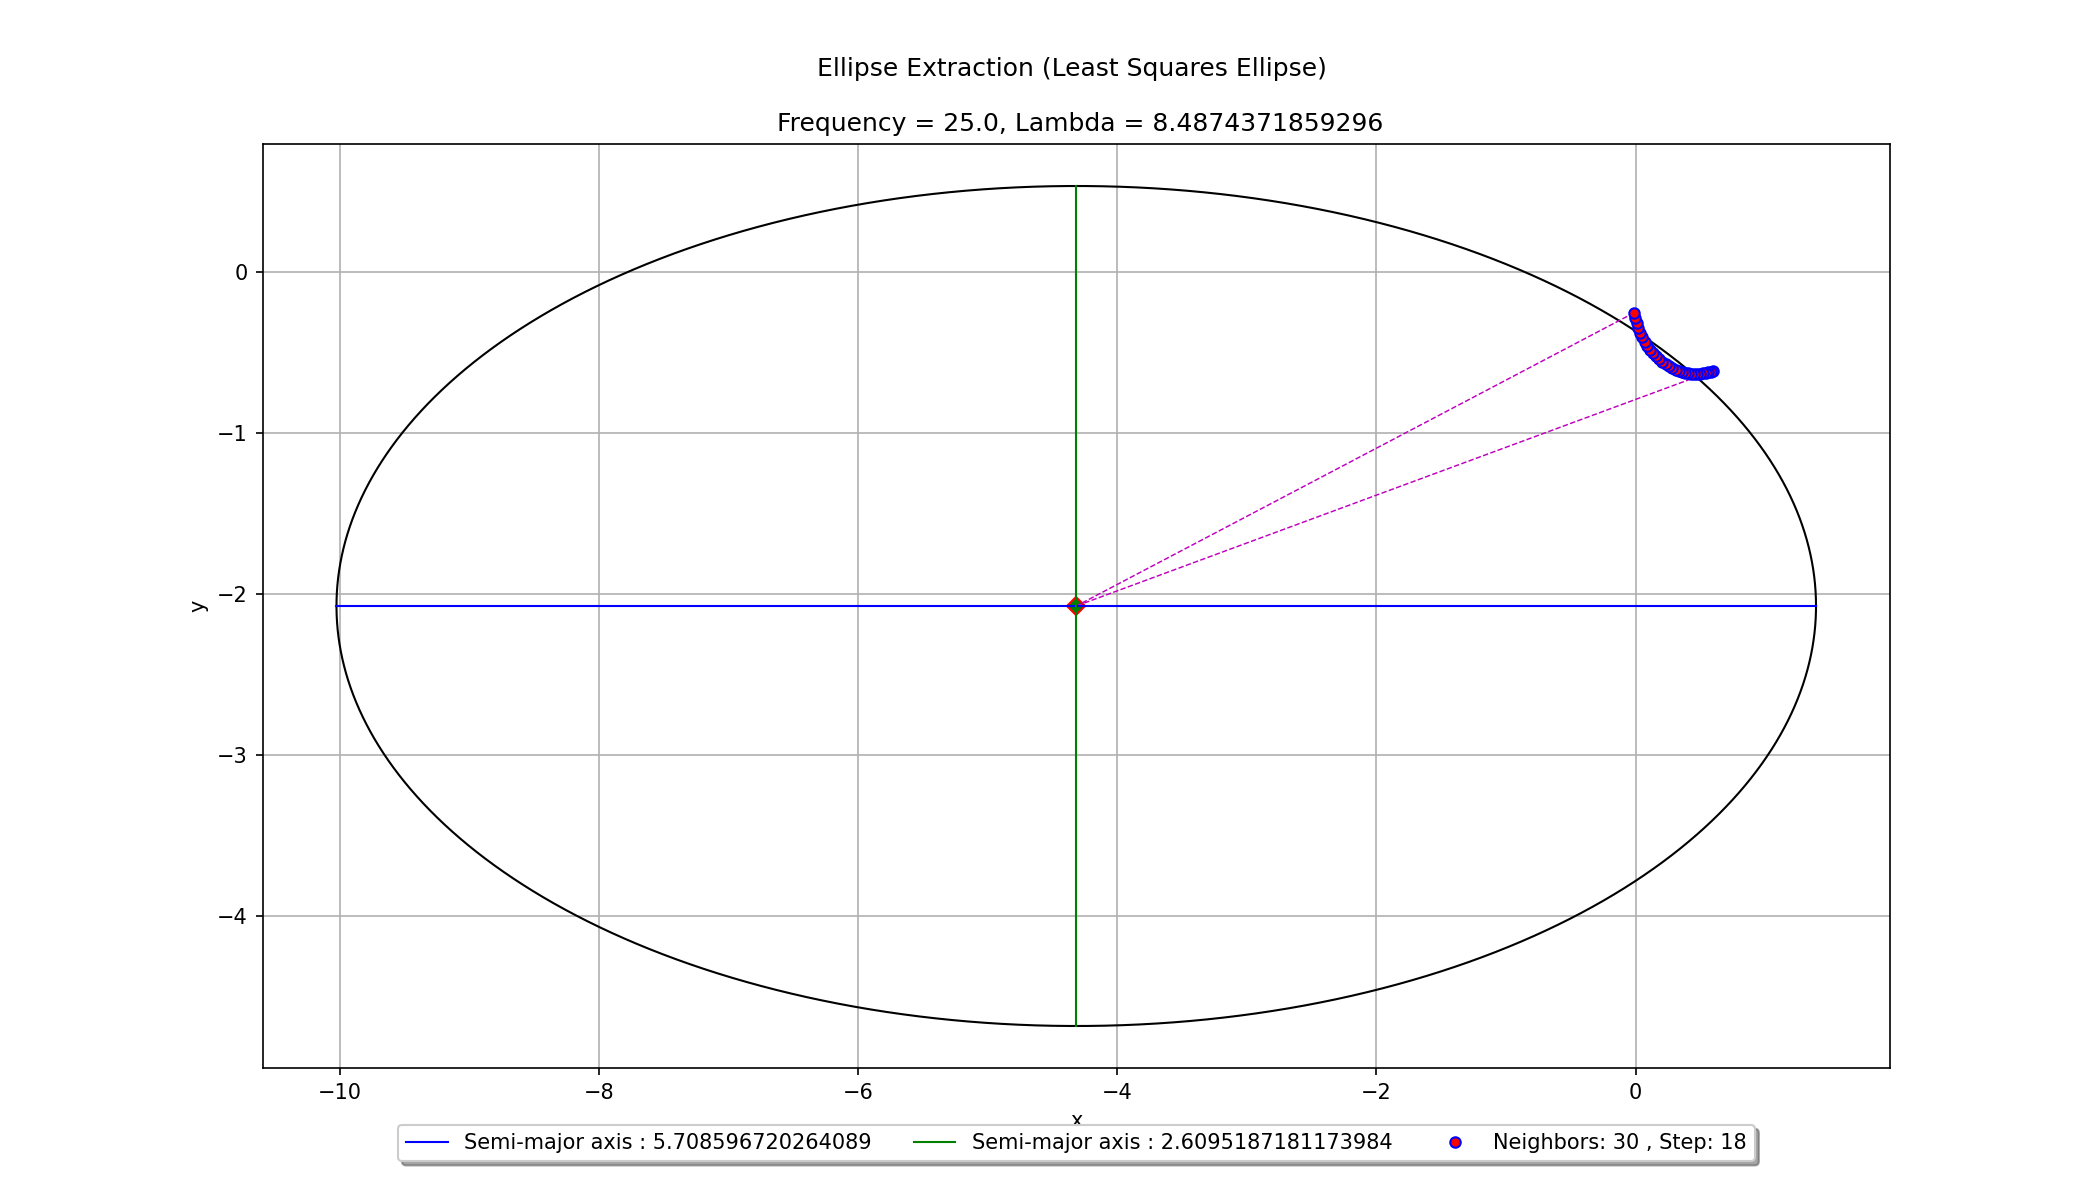 Ellipse Extraction (Least Squares Ellipse)
Frequency = 25.0, Lambda = 8.4874371859296
0
−1
−2
−3
−4
y
−10
−8
−6
−4
−2
0
x
Semi-major axis : 5.708596720264089
Semi-major axis : 2.6095187181173984
Neighbors: 30 , Step: 18